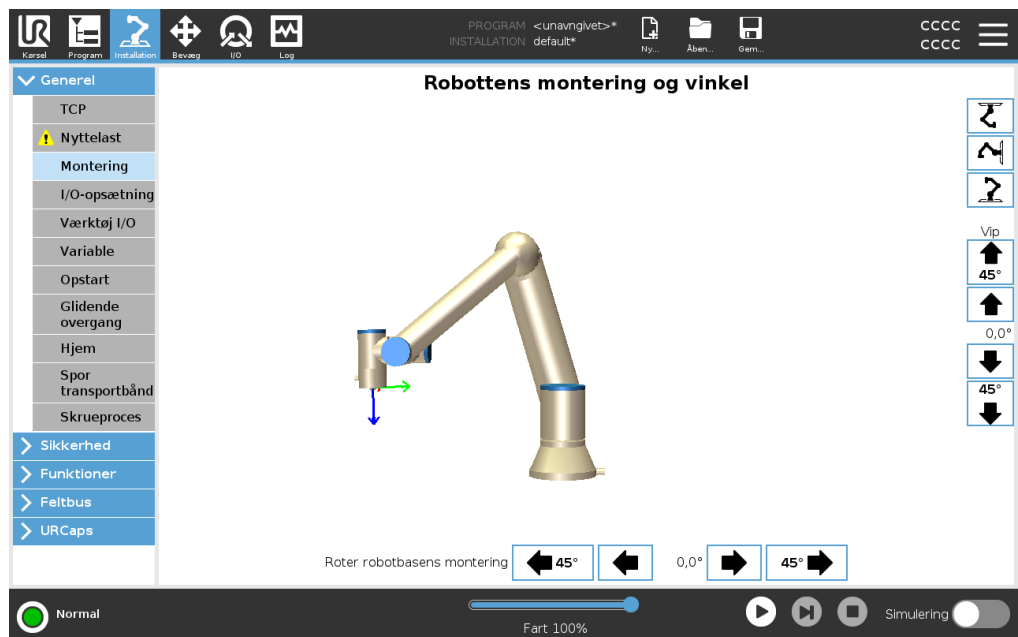 UR
Kørsel
Program
Installation
Bevæg
I/O
Log
PROGRAM <unavngivet>*
INSTALLATION default*
Ny...
Åben...
Gem...
cccc
cccc
Generel
TCP
Nyttelast
Montering
I/O-opsætning
Værktøj I/O
Variable
Opstart
Glidende
overgang
Hjem
Spor
transportbånd
Skrueproces
Sikkerhed
Funktioner
Feltbus
URCaps
Robottens montering og vinkel
Vip
45°
0,0°
45°
Roter robotbasens montering 45° 0,0° 45°
Normal
Fart 100%
Simulering